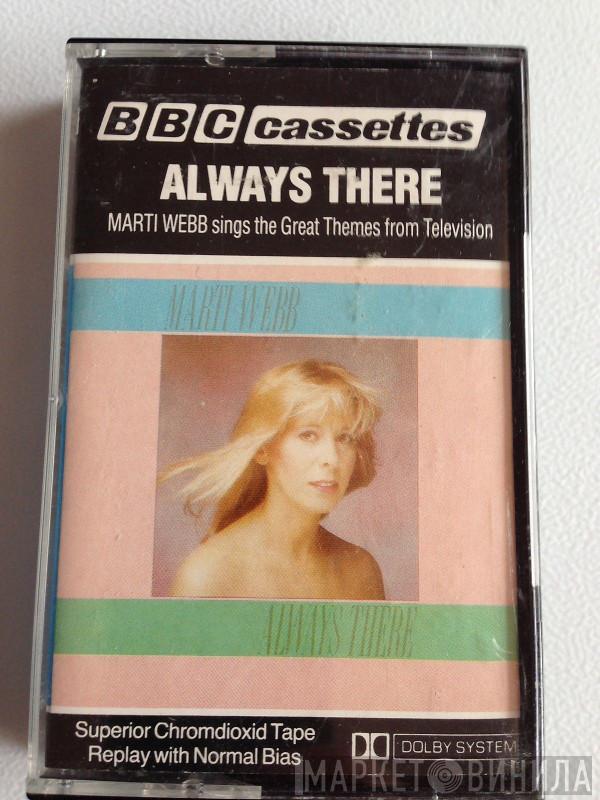 BBC cassettes
ALWAYS THERE
MARTI WEBB sings the Great Themes from Television
MARTI WEBB
ALWAYS THERE
Superior Chromdioxid Tape
Replay with Normal Bias
DOLBY SYSTEM
МАРКЕТ ВИНИЛА